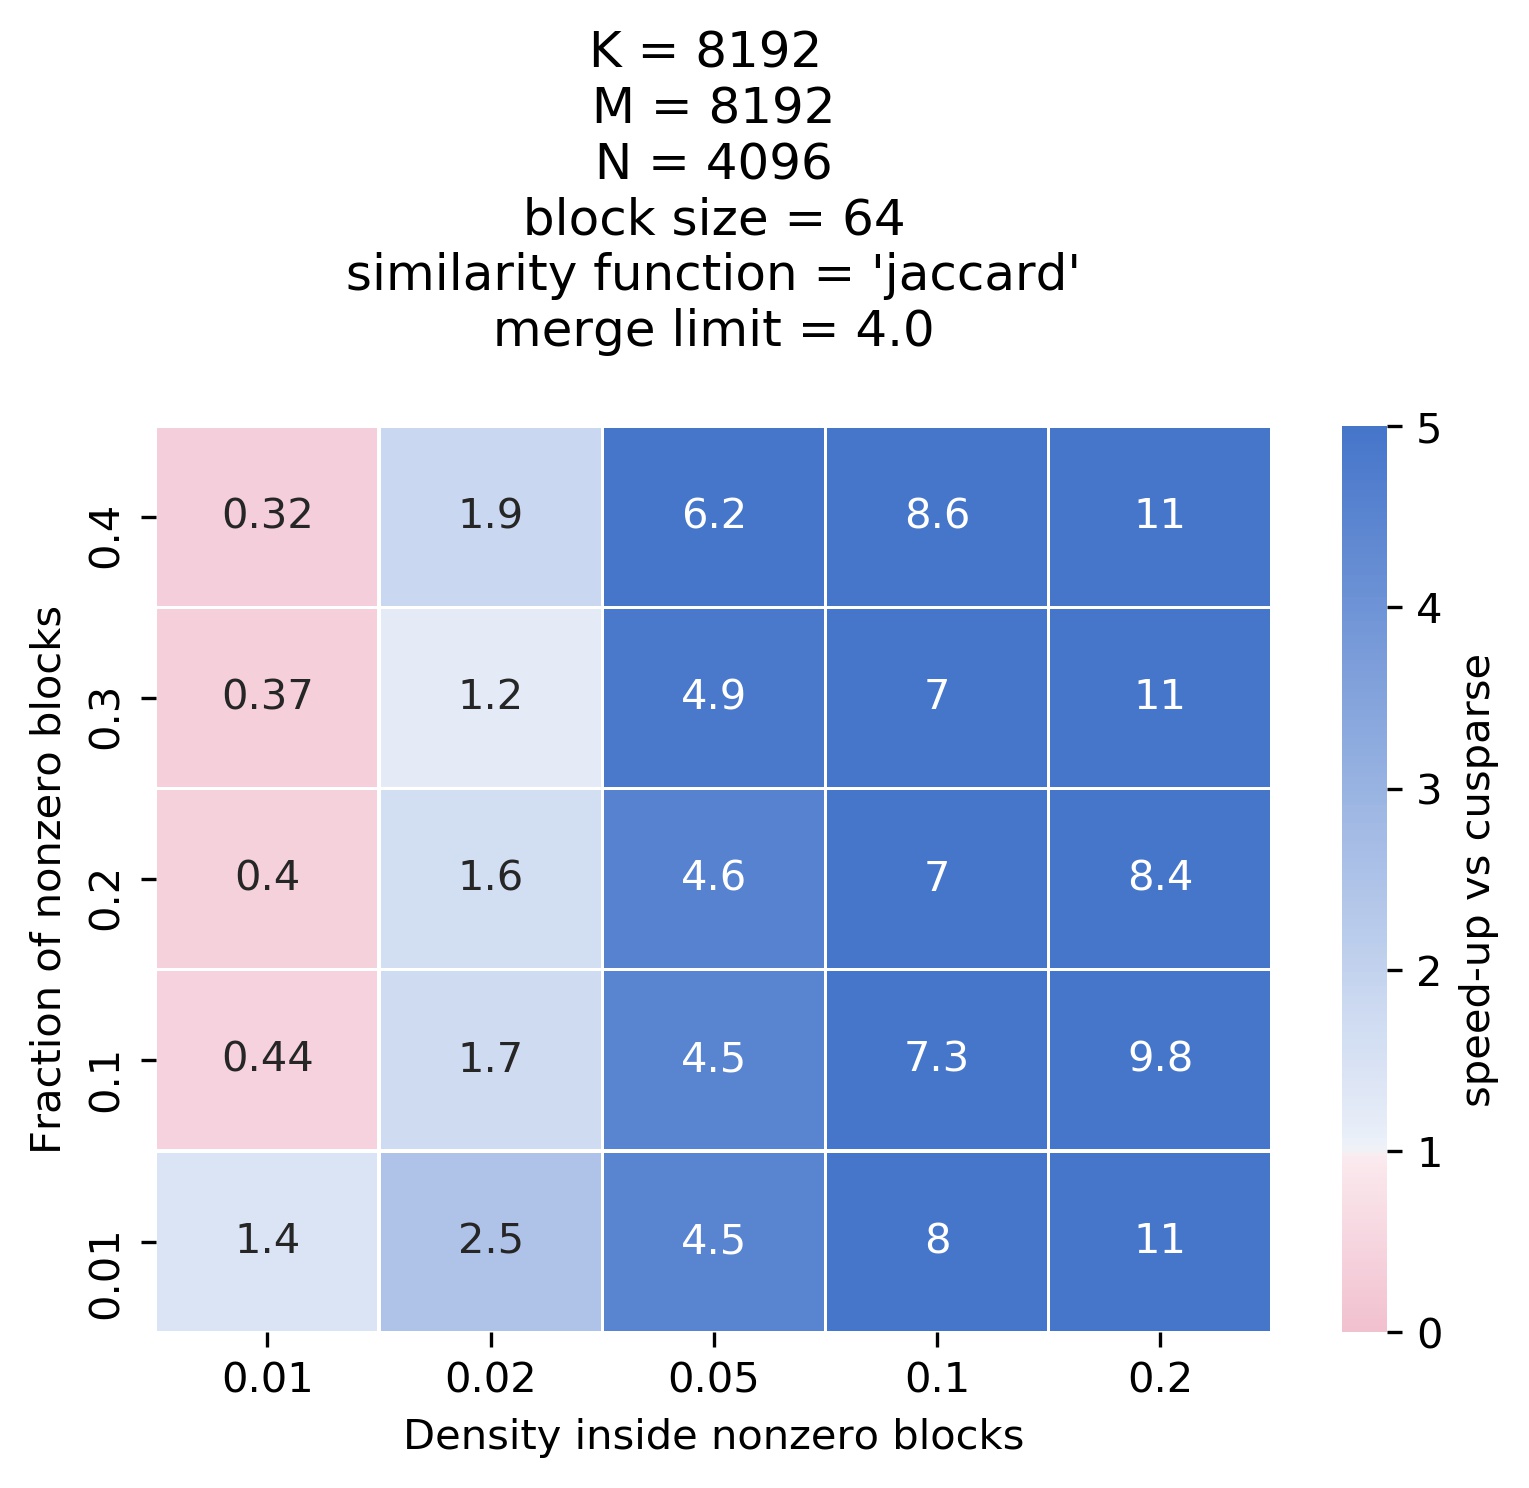 K = 8192
M = 8192
N = 4096
block size = 64
similarity function = 'jaccard'
merge limit = 4.0
Fraction of nonzero blocks
0.4
0.32 1.9 6.2 8.6 11
0.3
0.37 1.2 4.9 7 11
0.2
0.4 1.6 4.6 7 8.4
0.1
0.44 1.7 4.5 7.3 9.8
0.01
1.4 2.5 4.5 8 11
0.01 0.02 0.05 0.1 0.2
Density inside nonzero blocks
5
4
3
2
1
0
speed-up vs cusparse